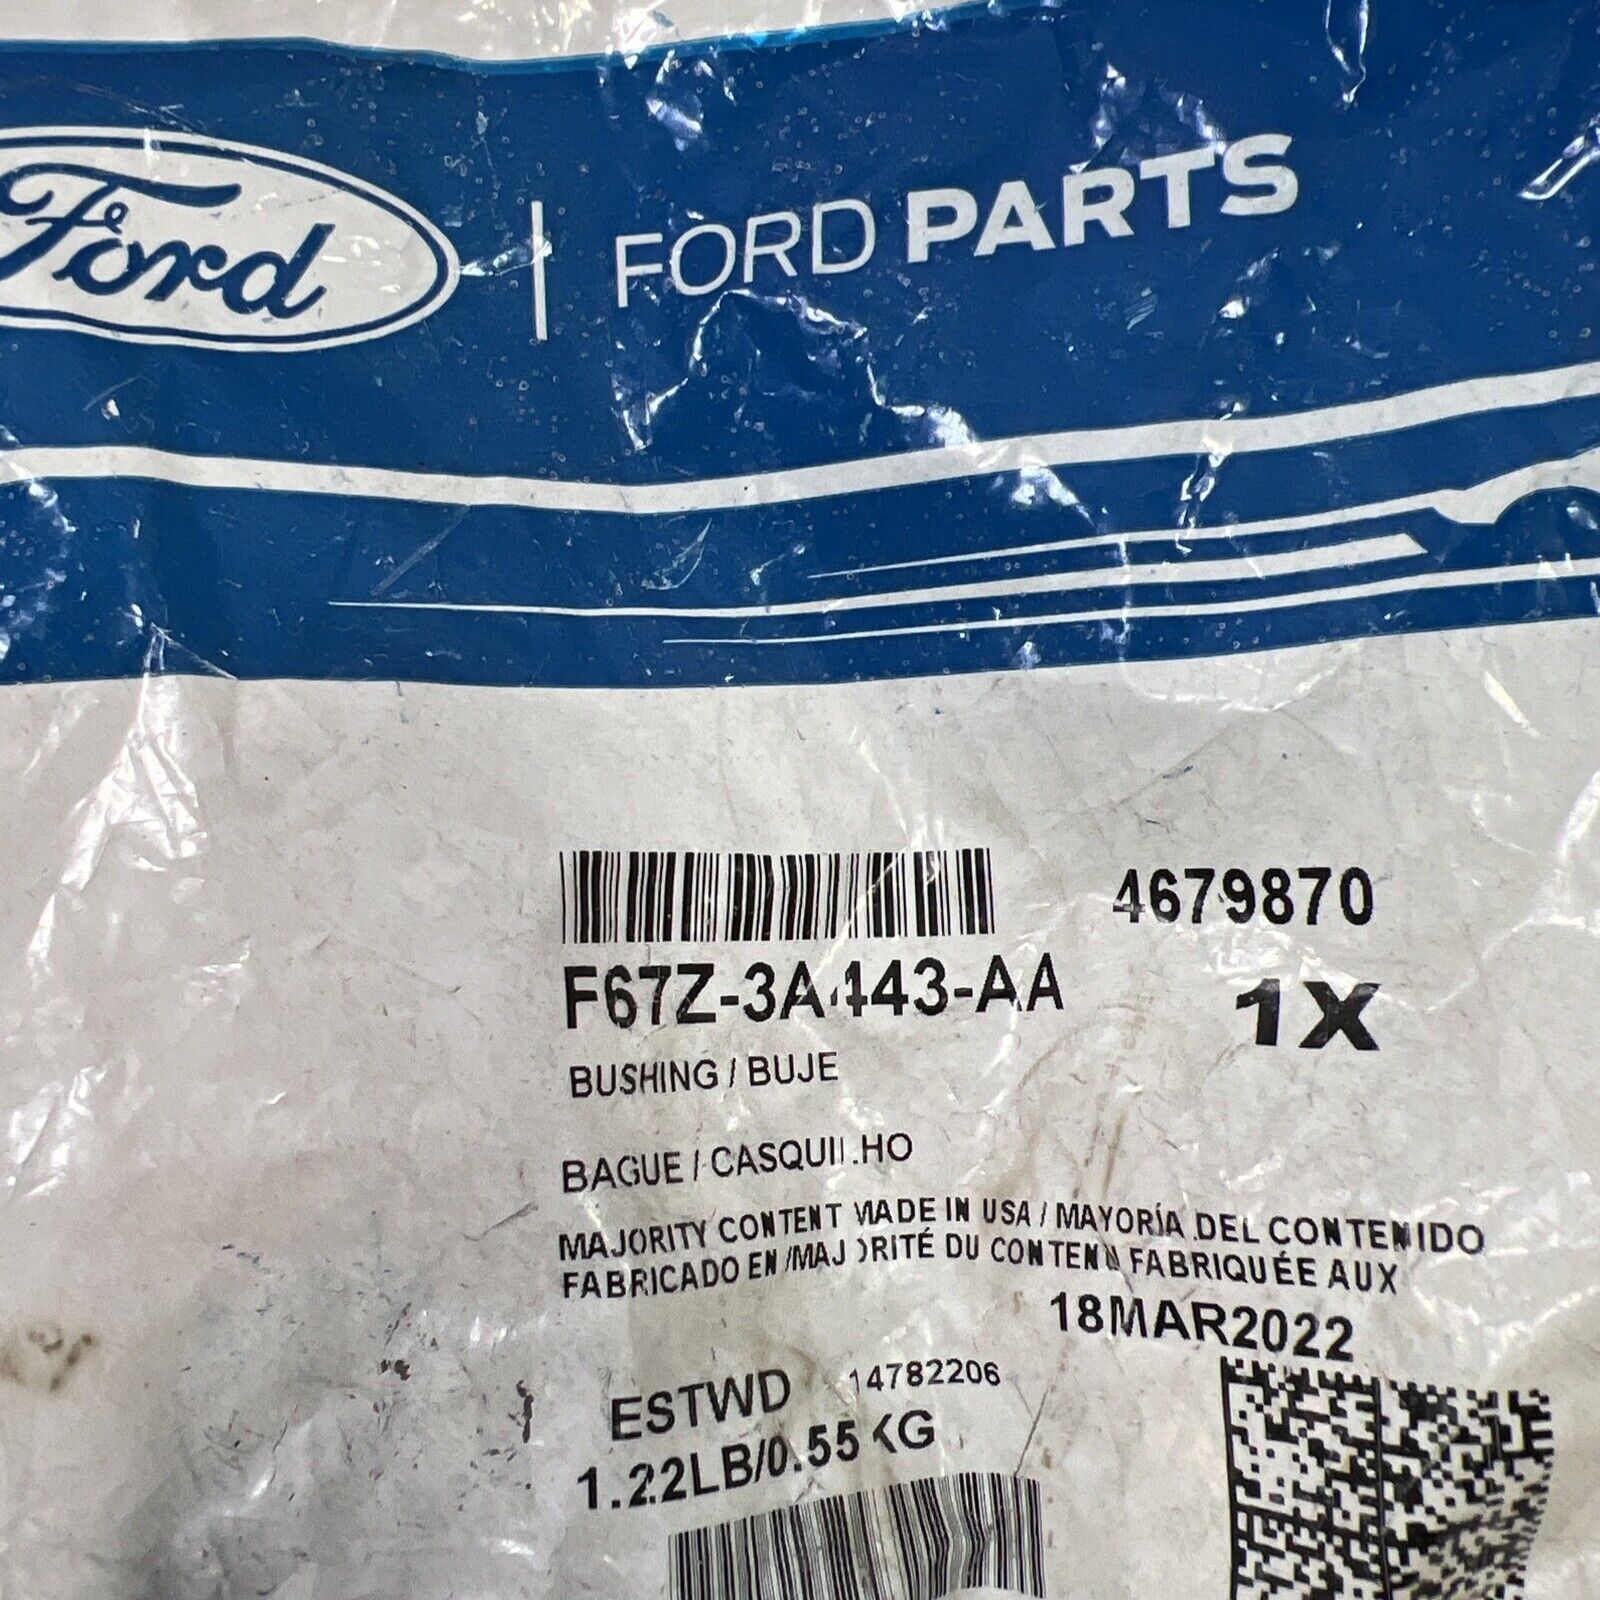 Ford | FORD PARTS
4679870
F67Z-3A443-AA
1X
BUSHING / BUJE
BAGUE / CASQUILHO
MAJORITY CONTENT MADE IN USA / MAYORÍA DEL CONTENIDO
FABRICADO EN /MAJORITÉ DU CONTENU FABRIQUÉE AUX
18MAR2022
ESTWD 14782206
1.22LB/0.55KG